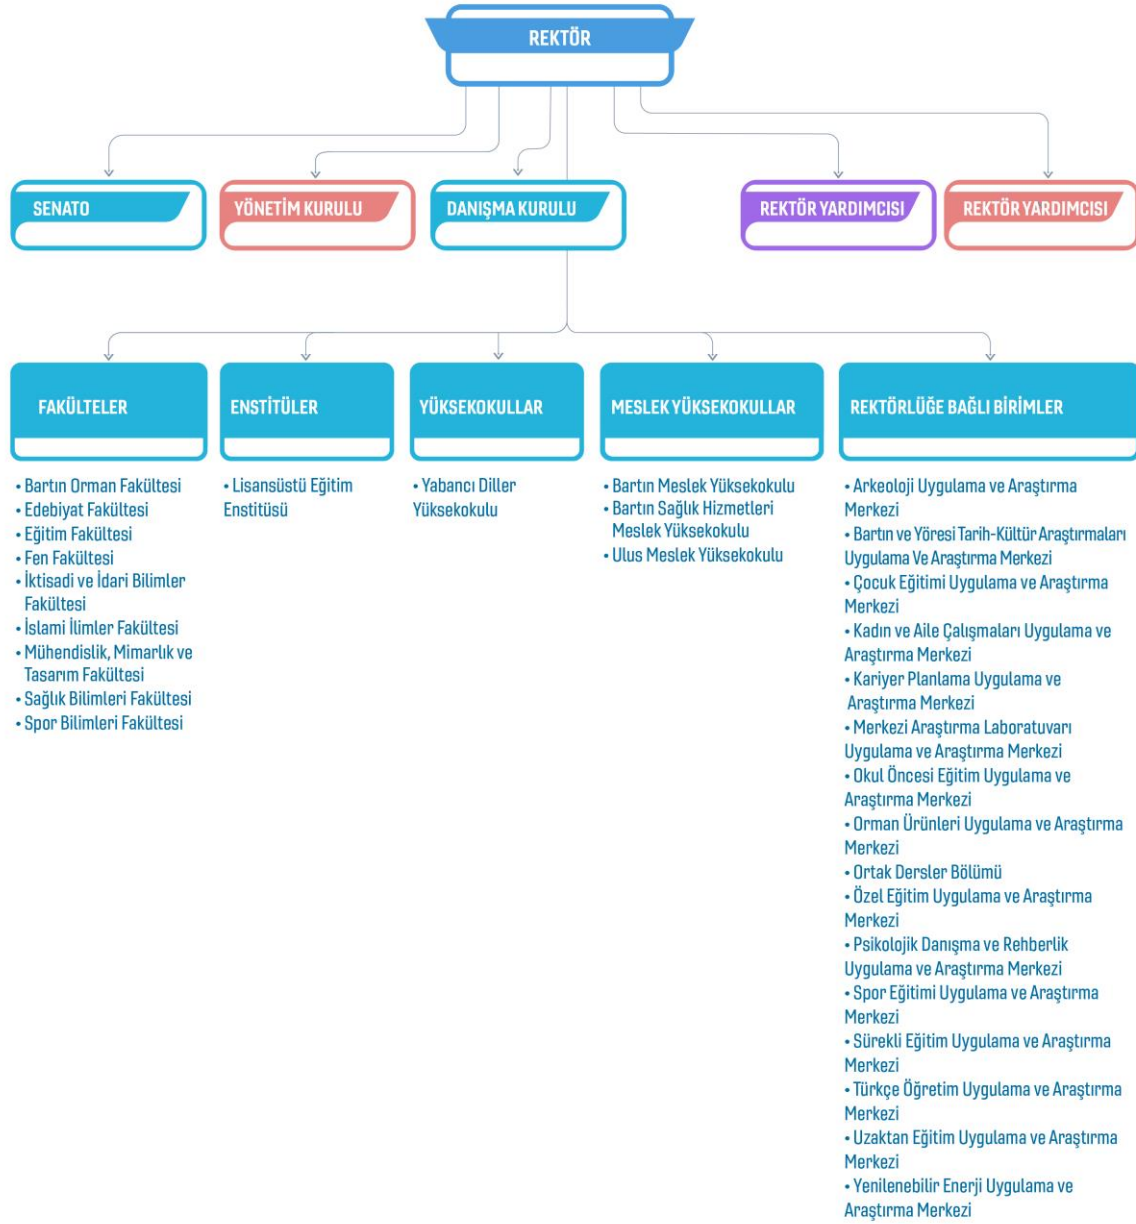 REKTÖR
SENATO
YÖNETİM KURULU
DANIŞMA KURULU
REKTÖR YARDIMCISI
REKTÖR YARDIMCISI
FAKÜLTELER
ENSTİTÜLER
YÜKSEKOKULLAR
MESLEK YÜKSEKOKULLAR
REKTÖRLÜĞE BAĞLI BİRİMLER
• Bartın Orman Fakültesi
• Edebiyat Fakültesi
• Eğitim Fakültesi
• Fen Fakültesi
• İktisadi ve İdari Bilimler
Fakültesi
• İslami İlimler Fakültesi
• Mühendislik, Mimarlık ve
Tasarım Fakültesi
• Sağlık Bilimleri Fakültesi
• Spor Bilimleri Fakültesi
• Lisansüstü Eğitim
Enstitüsü
• Yabancı Diller
Yüksekokulu
• Bartın Meslek Yüksekokulu
• Bartın Sağlık Hizmetleri
Meslek Yüksekokulu
• Ulus Meslek Yüksekokulu
• Arkeoloji Uygulama ve Araştırma
Merkezi
• Bartın ve Yöresi Tarih-Kültür Araştırmaları
Uygulama Ve Araştırma Merkezi
• Çocuk Eğitimi Uygulama ve Araştırma
Merkezi
• Kadın ve Aile Çalışmaları Uygulama ve
Araştırma Merkezi
• Kariyer Planlama Uygulama ve
Araştırma Merkezi
• Merkezi Araştırma Laboratuvarı
Uygulama ve Araştırma Merkezi
• Okul Öncesi Eğitim Uygulama ve
Araştırma Merkezi
• Orman Ürünleri Uygulama ve Araştırma
Merkezi
• Ortak Dersler Bölümü
• Özel Eğitim Uygulama ve Araştırma
Merkezi
• Psikolojik Danışma ve Rehberlik
Uygulama ve Araştırma Merkezi
• Spor Eğitimi Uygulama ve Araştırma
Merkezi
• Sürekli Eğitim Uygulama ve Araştırma
Merkezi
• Türkçe Öğretim Uygulama ve Araştırma
Merkezi
• Uzaktan Eğitim Uygulama ve Araştırma
Merkezi
• Yenilenebilir Enerji Uygulama ve
Araştırma Merkezi